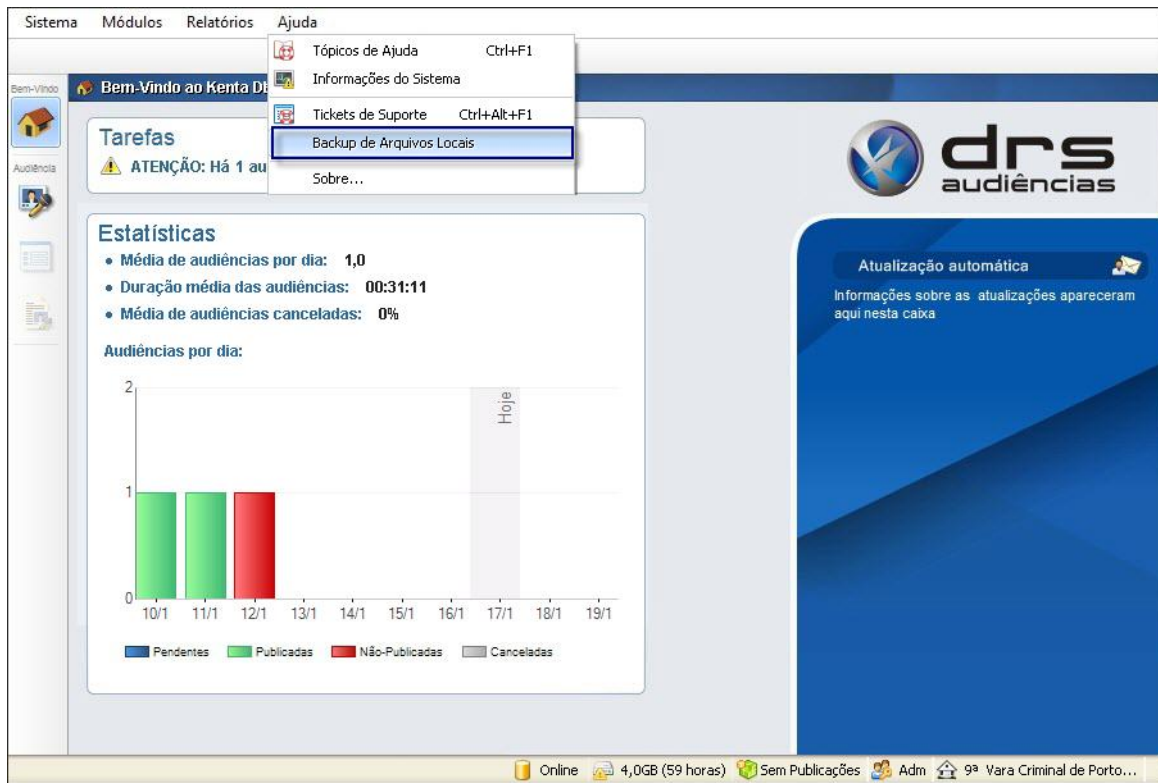 Sistema Módulos Relatórios Ajuda
Tópicos de Ajuda Ctrl+F1
Informações do Sistema
Tickets de Suporte Ctrl+Alt+F1
Backup de Arquivos Locais
Sobre...
Bem-Vindo
Bem-Vindo ao Kenta
Audiência
Tarefas
ATENÇÃO: Há 1 au
drs
audiências
Estatísticas
Média de audiências por dia: 1,0
Duração média das audiências: 00:31:11
Média de audiências canceladas: 0%
Audiências por dia:
2
1
0
Hoje
10/1 11/1 12/1 13/1 14/1 15/1 16/1 17/1 18/1 19/1
Pendentes Publicadas Não-Publicadas Canceladas
Atualização automática
Informações sobre as atualizações apareceram
aqui nesta caixa
Online 4,0GB (59 horas) Sem Publicações Adm 9ª Vara Criminal de Porto...